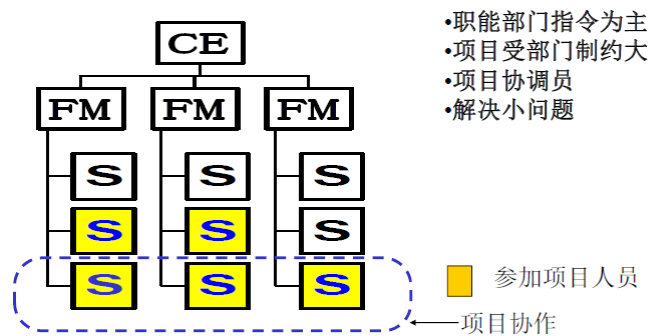 CE
FM FM FM
S S S
S S S
S S S
•职能部门指令为主
•项目受部门制约大
•项目协调员
•解决小问题
参加项目人员
项目协作